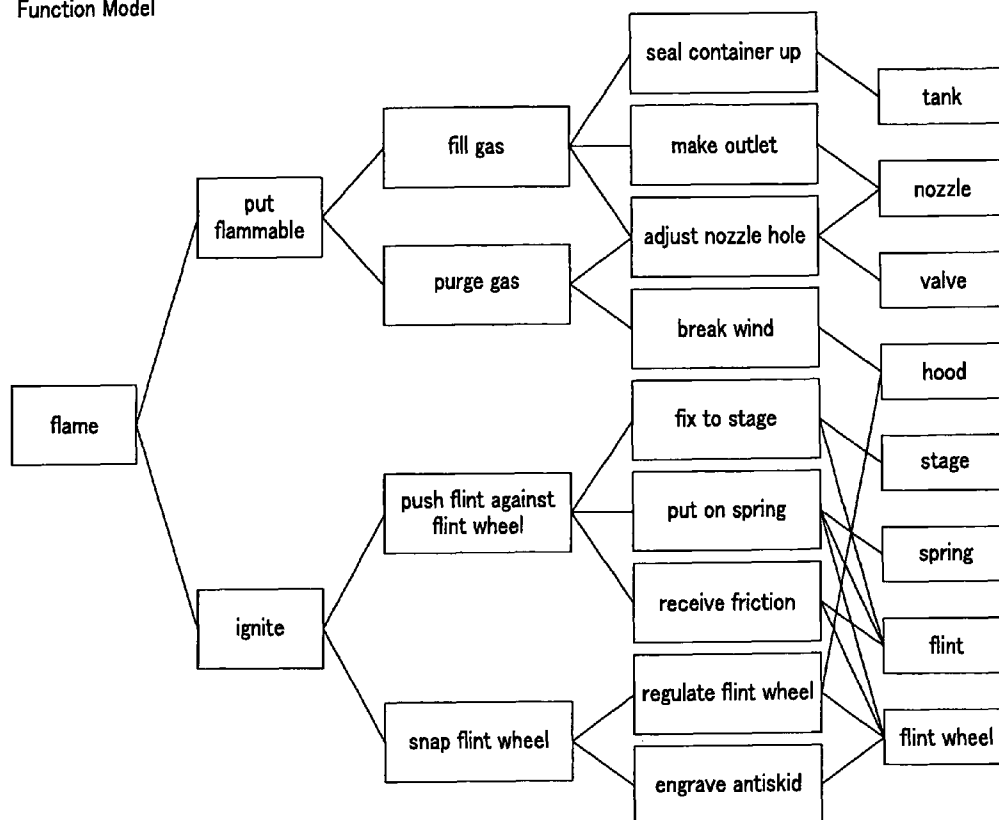 Function Model
seal container up
tank
fill gas
make outlet
nozzle
put
flammable
adjust nozzle hole
purge gas
valve
break wind
hood
flame
fix to stage
stage
push flint against
flint wheel
put on spring
spring
receive friction
ignite
flint
regulate flint wheel
snap flint wheel
flint wheel
engrave antiskid